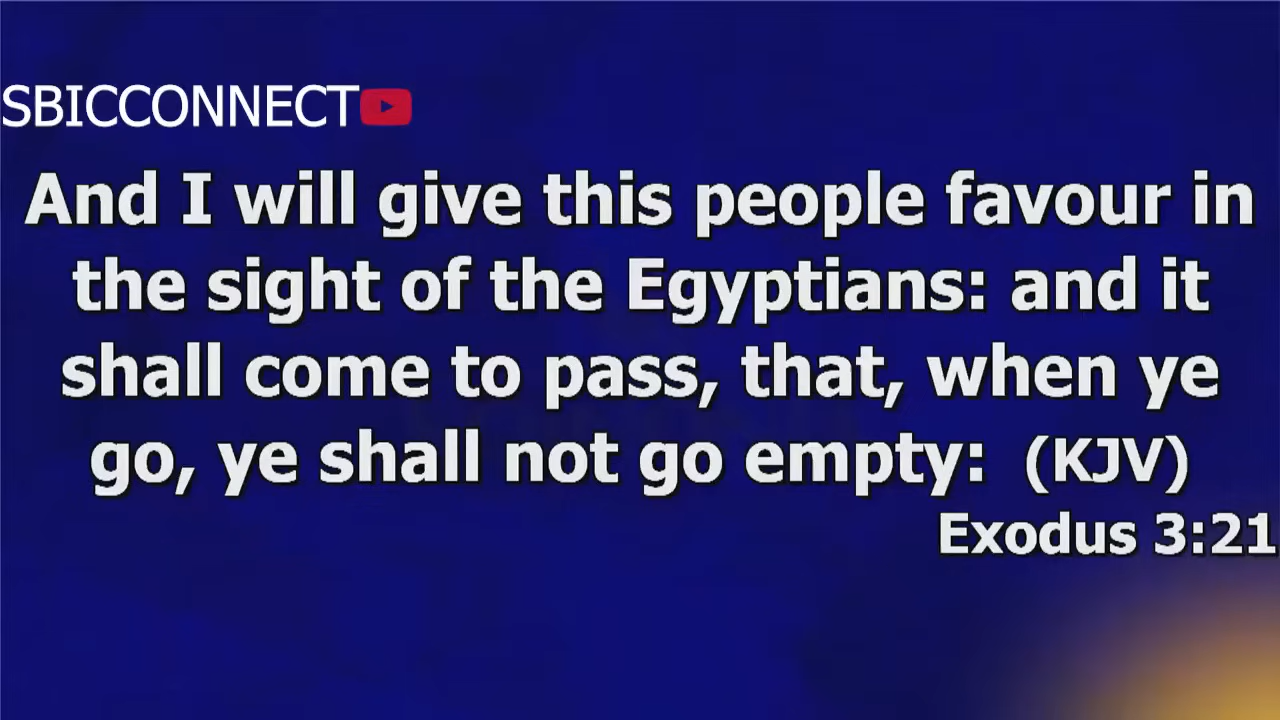 SBICCONNECT
And I will give this people favour in
the sight of the Egyptians: and it
shall come to pass, that, when ye
go, ye shall not go empty: (KJV)
Exodus 3:21